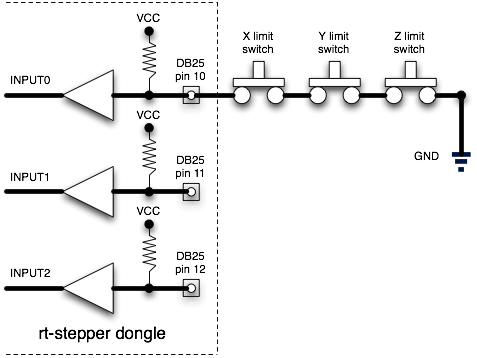 VCC
X limit
switch
Y limit
switch
Z limit
switch
INPUT0
DB25
pin 10
VCC
GND
INPUT1
DB25
pin 11
VCC
INPUT2
DB25
pin 12
rt-stepper dongle